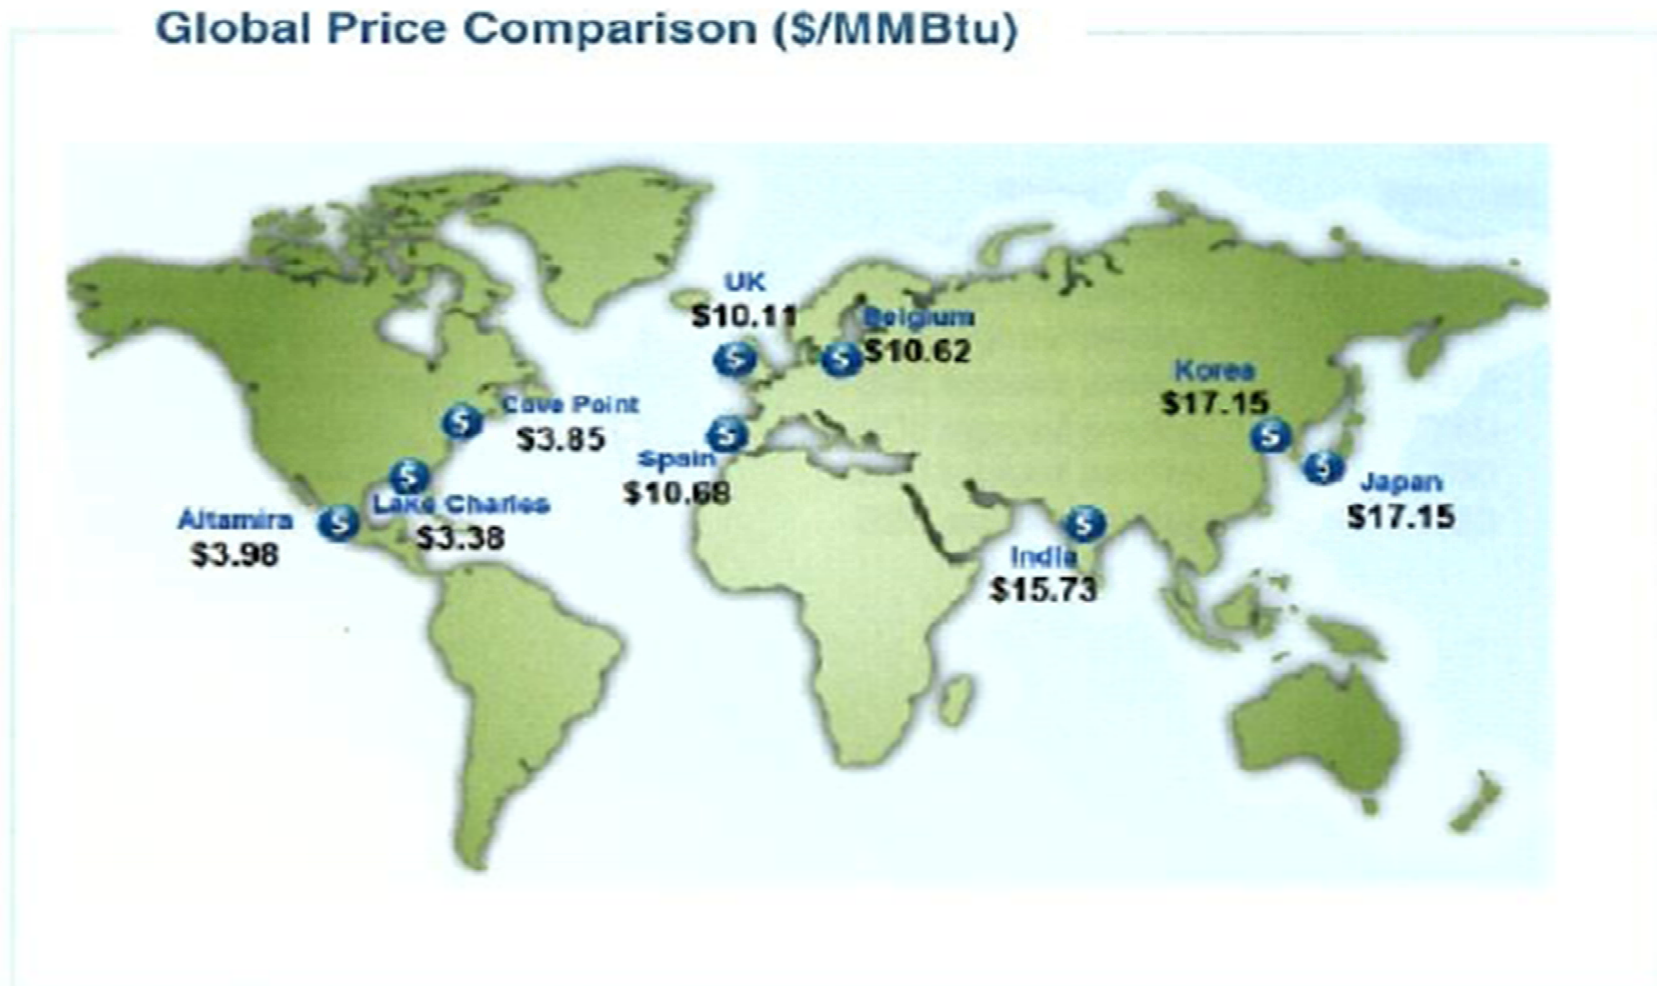 Global Price Comparison ($/MMBtu)
UK
$10.11
Belgium
$10.62
Korea
$17.15
Cove Point
$3.85
Spain
$10.68
Japan
$17.15
Lake Charles
$3.38
Altamira
$3.98
India
$15.73